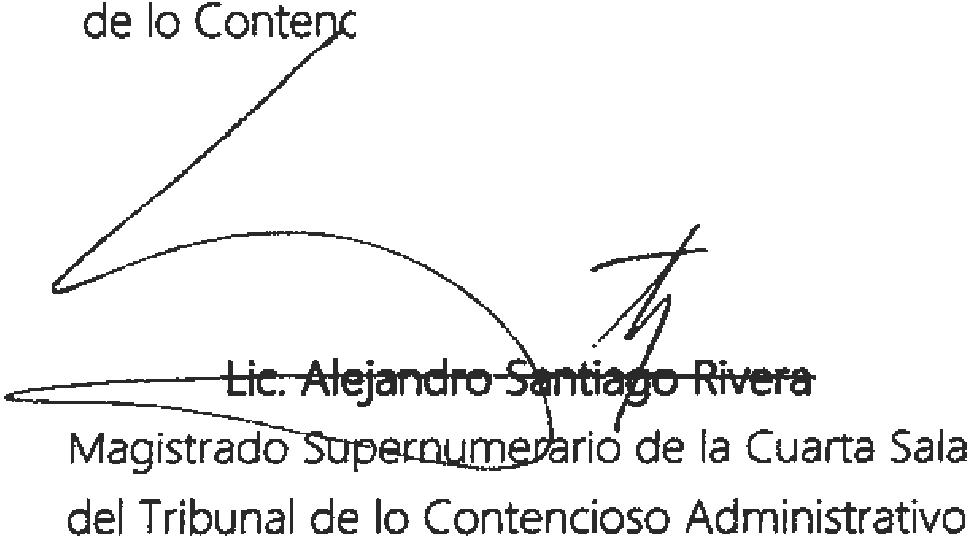 de lo Contenc
Lic. Alejandro Santiago Rivera
Magistrado Supernumerario de la Cuarta Sala
del Tribunal de lo Contencioso Administrativo